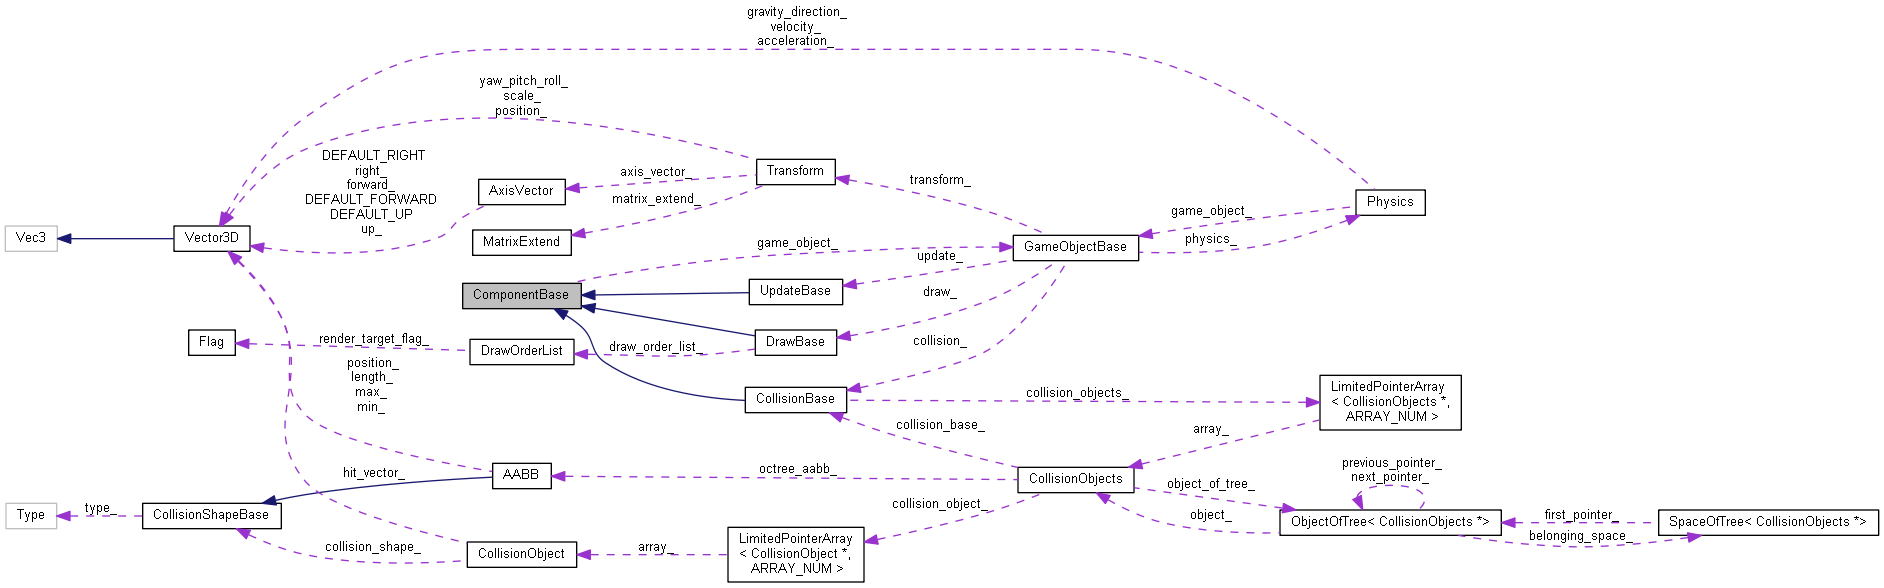 gravity_direction_
velocity_
acceleration_
yaw_pitch_roll_
scale_
position_
DEFAULT_RIGHT
right_
forward_
DEFAULT_FORWARD
DEFAULT_UP
up_
Transform
axis_vector_
AxisVector
transform_
matrix_extend_
Physics
game_object_
Vec3
Vector3D
MatrixExtend
game_object_
GameObjectBase
physics_
update_
ComponentBase
UpdateBase
draw_
Flag
render_target_flag_
DrawOrderList
draw_order_list_
DrawBase
collision_
position_
length_
max_
min_
CollisionBase
collision_objects_
LimitedPointerArray
< CollisionObjects *,
ARRAY_NUM >
collision_base_
array_
hit_vector_
AABB
octree_aabb_
CollisionObjects
object_of_tree_
previous_pointer_
next_pointer_
Type
type_
CollisionShapeBase
collision_object_
object_
ObjectOfTree< CollisionObjects *>
first_pointer_
belonging_space_
SpaceOfTree< CollisionObjects *>
collision_shape_
CollisionObject
array_
LimitedPointerArray
< CollisionObject *,
ARRAY_NUM >